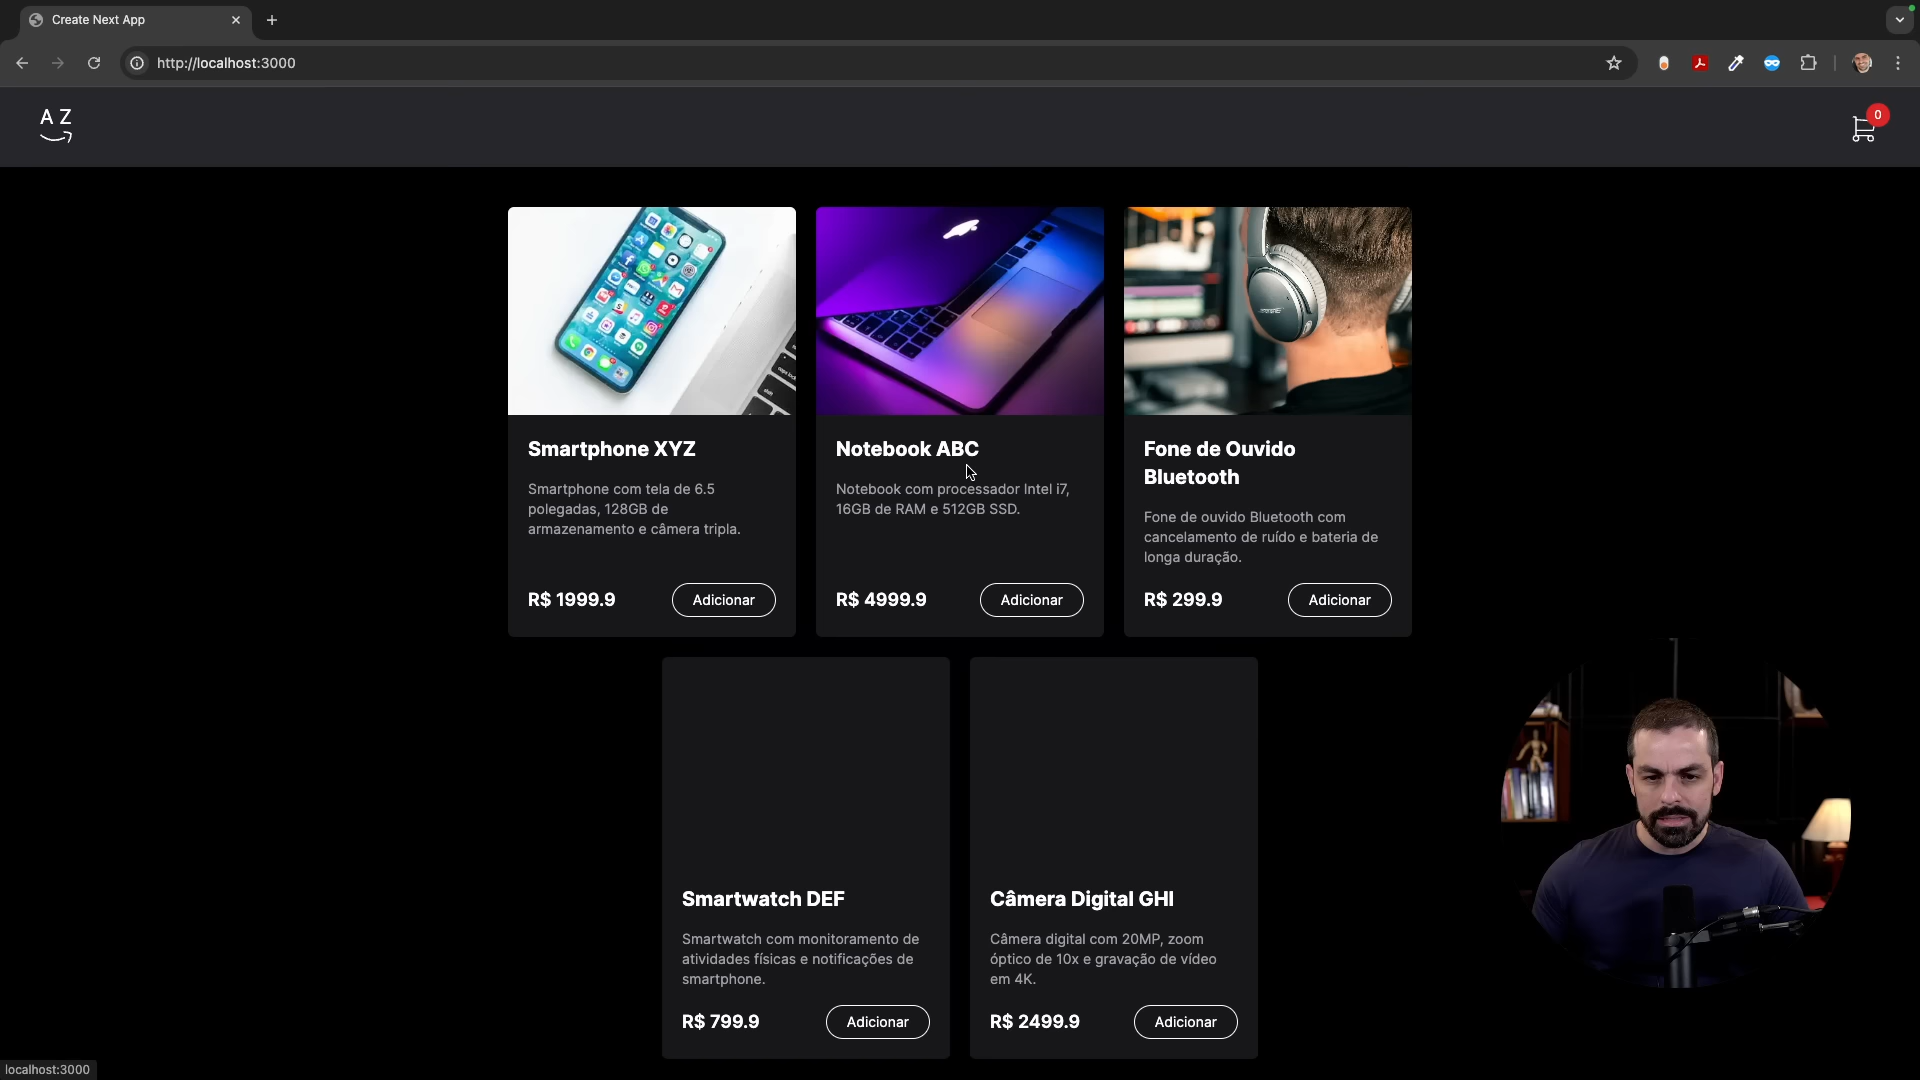 Create Next App
http://localhost:3000
A Z
0
Smartphone XYZ
Smartphone com tela de 6.5
polegadas, 128GB de
armazenamento e câmera tripla.
R$ 1999.9
Adicionar
Notebook ABC
Notebook com processador Intel i7,
16GB de RAM e 512GB SSD.
R$ 4999.9
Adicionar
Fone de Ouvido
Bluetooth
Fone de ouvido Bluetooth com
cancelamento de ruído e bateria de
longa duração.
R$ 299.9
Adicionar
Smartwatch DEF
Smartwatch com monitoramento de
atividades físicas e notificações de
smartphone.
R$ 799.9
Adicionar
Câmera Digital GHI
Câmera digital com 20MP, zoom
óptico de 10x e gravação de vídeo
em 4K.
R$ 2499.9
Adicionar
localhost:3000